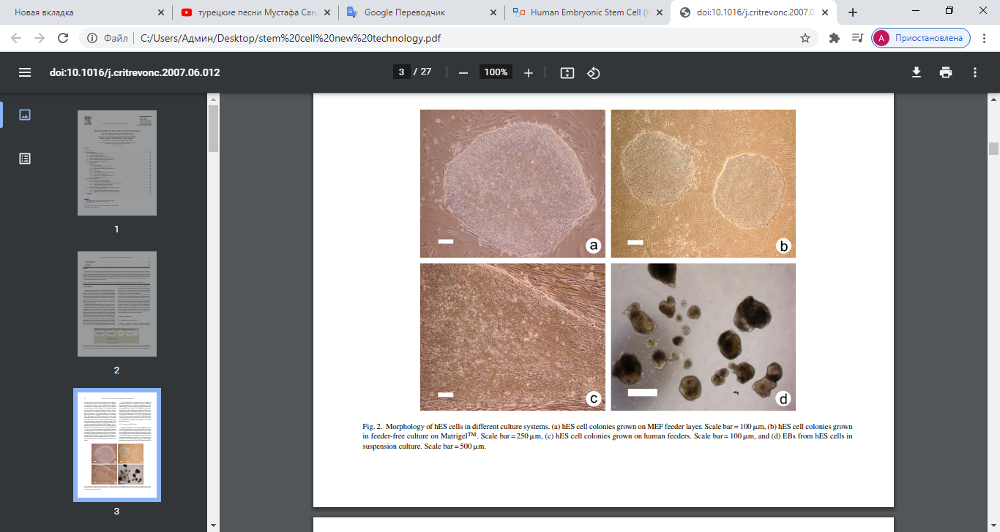 Новая вкладка
турецкие песни Мустафа Сан
Google Переводчик
Human Embryonic Stem Cell (h
doi:10.1016/j.critrevonc.2007.0
Файл
C:/Users/Админ/Desktop/stem%20cell%20new%20technology.pdf
A
Приостановлена
doi:10.1016/j.critrevonc.2007.06.012
3 / 27
100%
1
2
3
a
b
c
d
Fig. 2. Morphology of hES cells in different culture systems. (a) hES cell colonies grown on MEF feeder layer. Scale bar = 100 μm, (b) hES cell colonies grown
in feeder-free culture on Matrigel™. Scale bar = 250 μm, (c) hES cell colonies grown on human feeders. Scale bar = 100 μm, and (d) EBs from hES cells in
suspension culture. Scale bar = 500 μm.